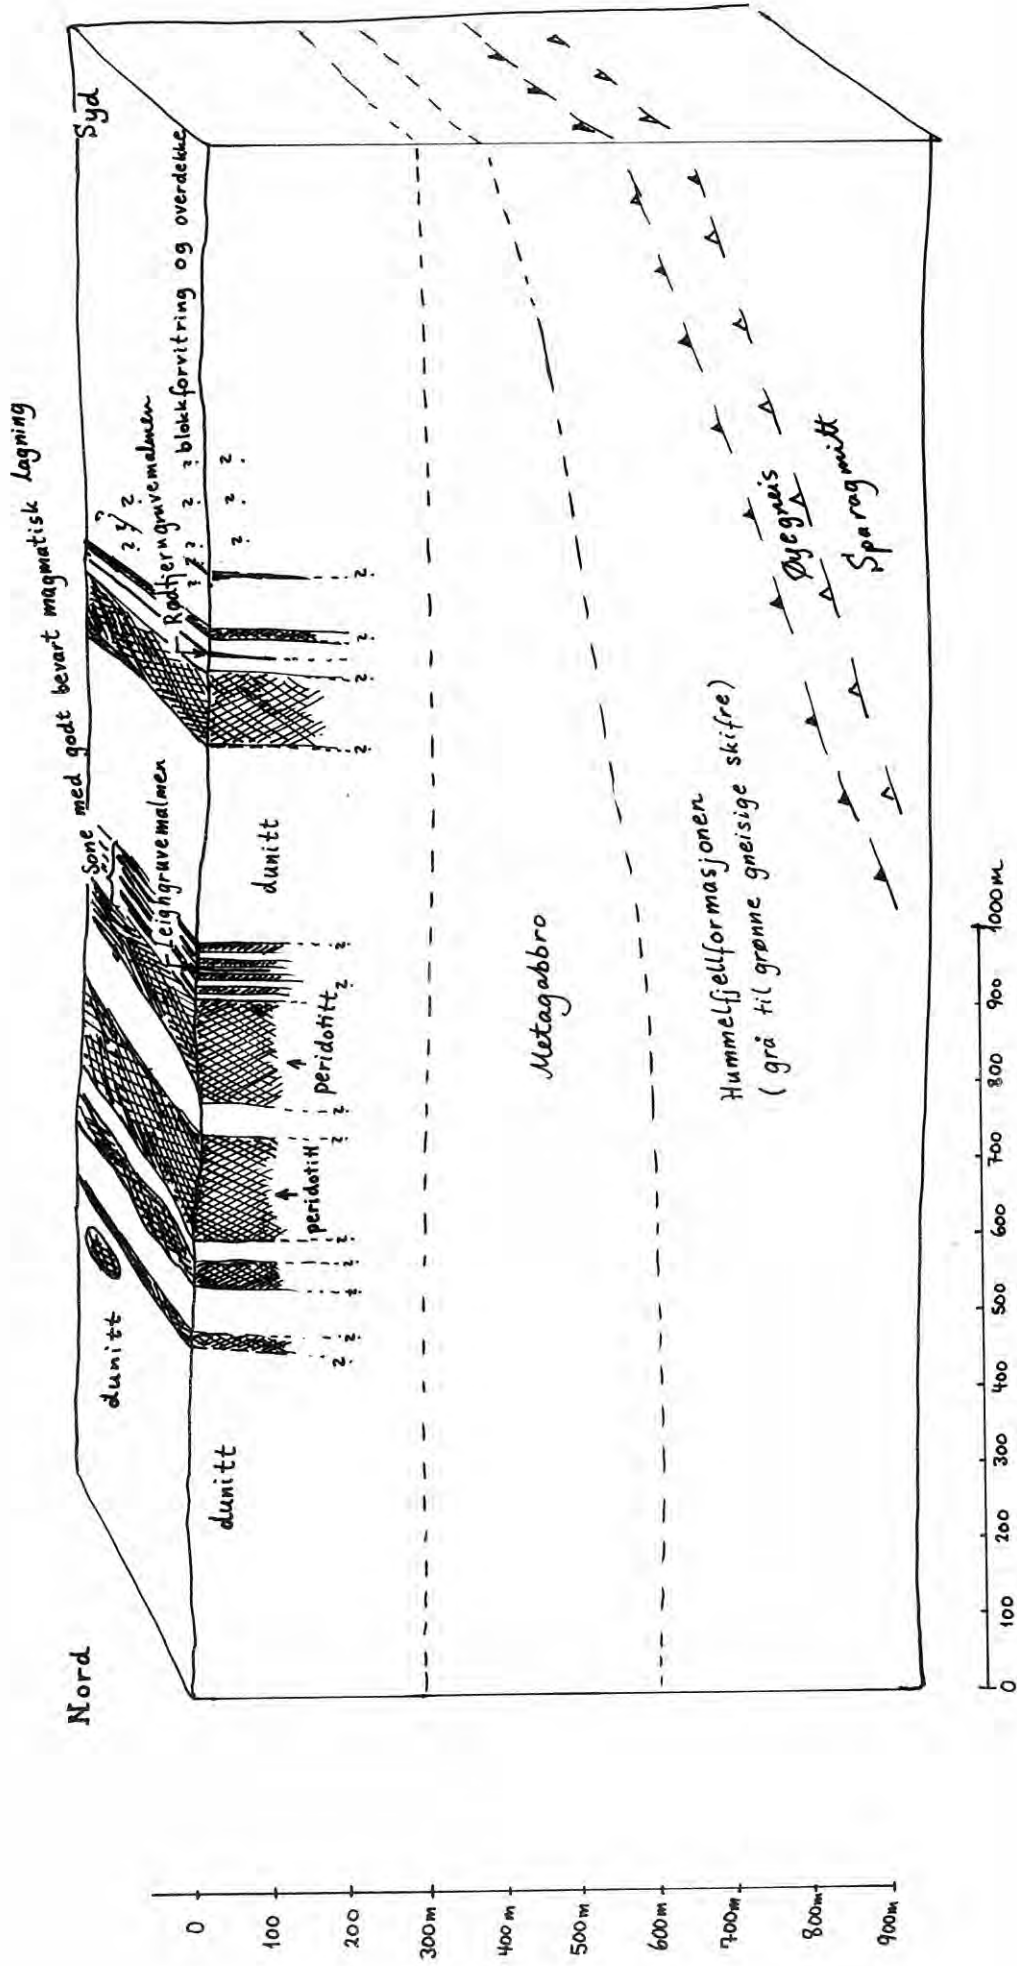 Sone med godt bevart magmatisk lagning
Nord
Syd
dunitt
Leighgruvemalmen
Rødtjerngruvemalmen
? ? ? ?
? ? ? ? ? ? blokkforvitring og overdekke
? ? ? ?
dunitt
peridotitt
peridotitt
dunitt
? ? ? ? ? ? ? ? ? ? ? ?
Metagabbro
Hummelfjellformasjonen
(grå til grønne gneisige skifre)
Øyegneis
Sparagmitt
0
100
200
300m
400m
500m
600m
700m
800m
900m
0 100 200 300 400 500 600 700 800 900 1000m